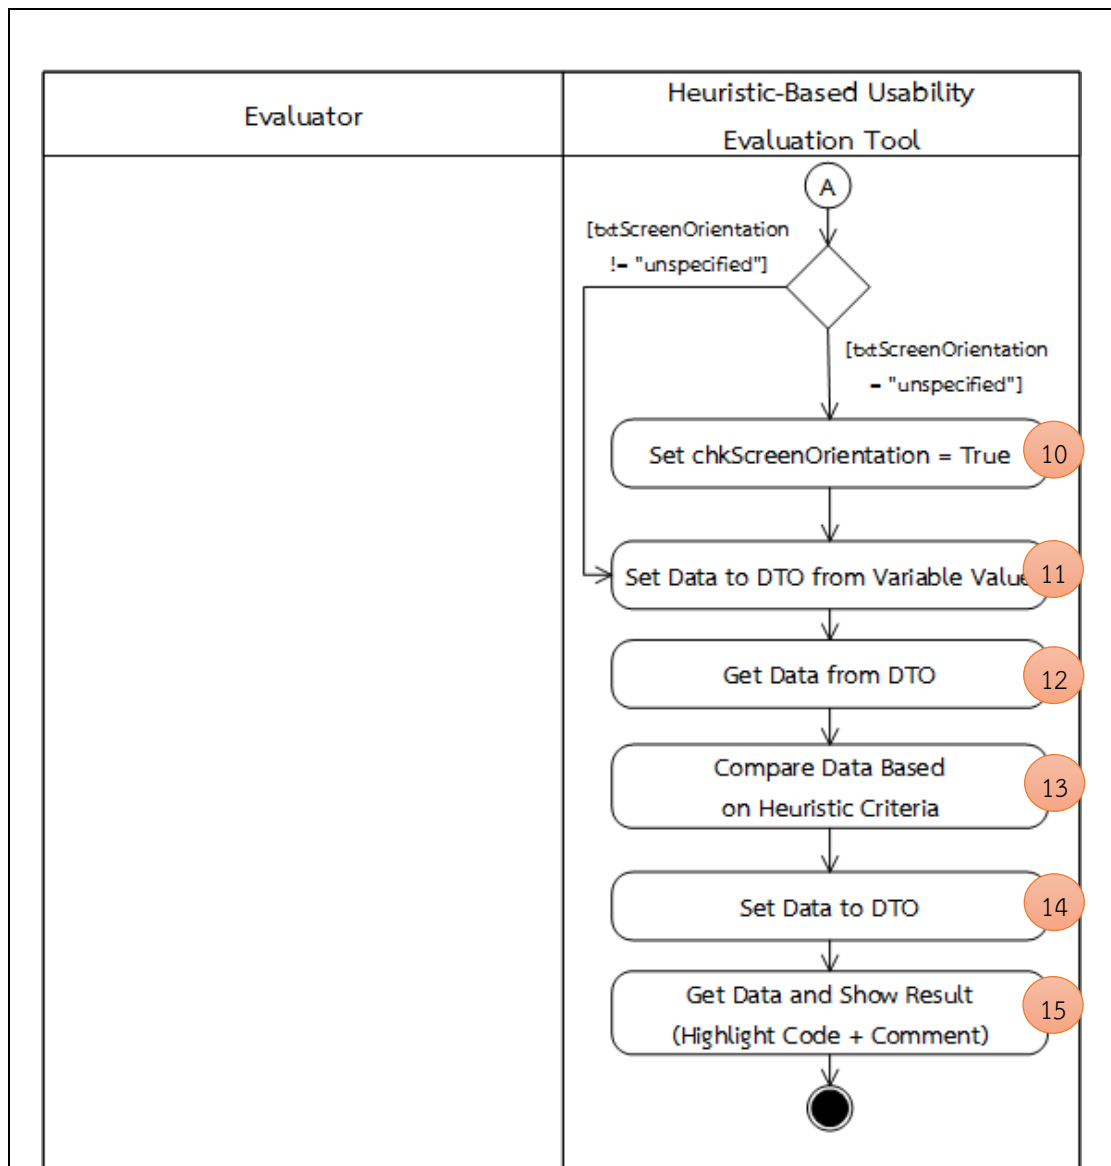 Evaluator
Heuristic-Based Usability
Evaluation Tool
A
[txtScreenOrientation
!= "unspecified"]
[txtScreenOrientation
= "unspecified"]
Set chkScreenOrientation = True
10
Set Data to DTO from Variable Value
11
Get Data from DTO
12
Compare Data Based
on Heuristic Criteria
13
Set Data to DTO
14
Get Data and Show Result
(Highlight Code + Comment)
15